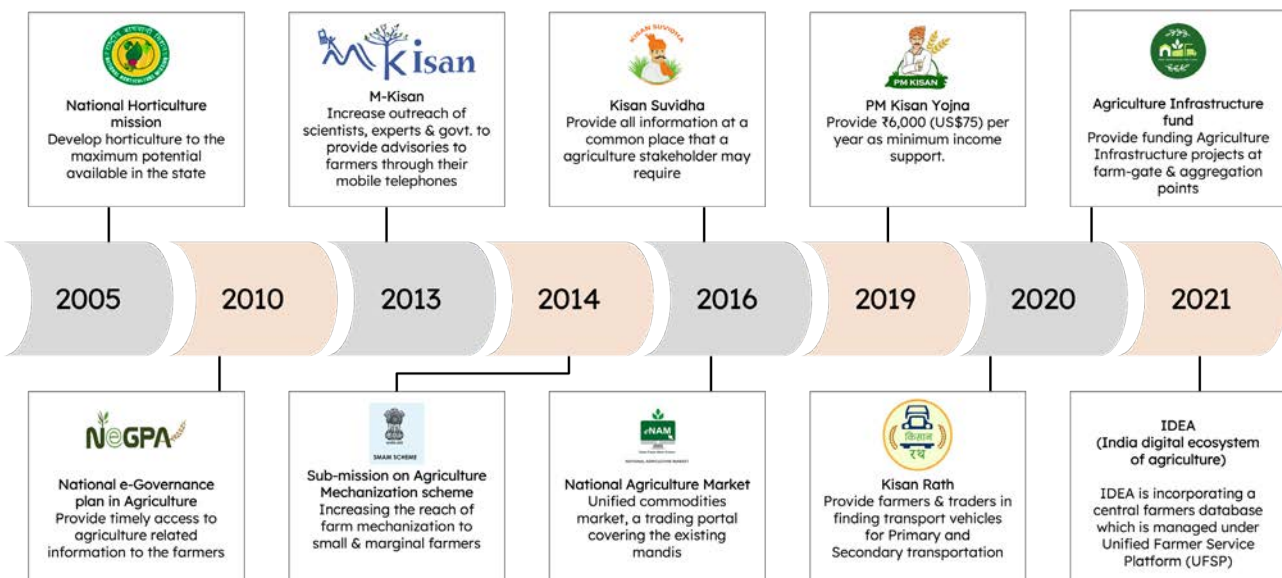 राष्ट्रीय बागवानी मिशन
NATIONAL HORTICULTURE MISSION
National Horticulture
mission
Develop horticulture to the
maximum potential
available in the state
MKisan
M-Kisan
Increase outreach of
scientists, experts & govt. to
provide advisories to
farmers through their
mobile telephones
KISAN SUVIDHA
Kisan Suvidha
Provide all information at a
common place that a
agriculture stakeholder may
require
PM KISAN
PM Kisan Yojna
Provide ₹6,000 (US$75) per
year as minimum income
support.
Agriculture Infrastructure
fund
Provide funding Agriculture
Infrastructure projects at
farm-gate & aggregation
points
2005
2010
2013
2014
2016
2019
2020
2021
NeGPA
National e-Governance
plan in Agriculture
Provide timely access to
agriculture related
information to the farmers
SMAM SCHEME
Sub-mission on Agriculture
Mechanization scheme
Increasing the reach of
farm mechanization to
small & marginal farmers
eNAM
NATIONAL AGRICULTURE MARKET
National Agriculture Market
Unified commodities
market, a trading portal
covering the existing
mandis
किसान
रथ
Kisan Rath
Provide farmers & traders in
finding transport vehicles
for Primary and
Secondary transportation
IDEA
(India digital ecosystem
of agriculture)
IDEA is incorporating a
central farmers database
which is managed under
Unified Farmer Service
Platform (UFSP)